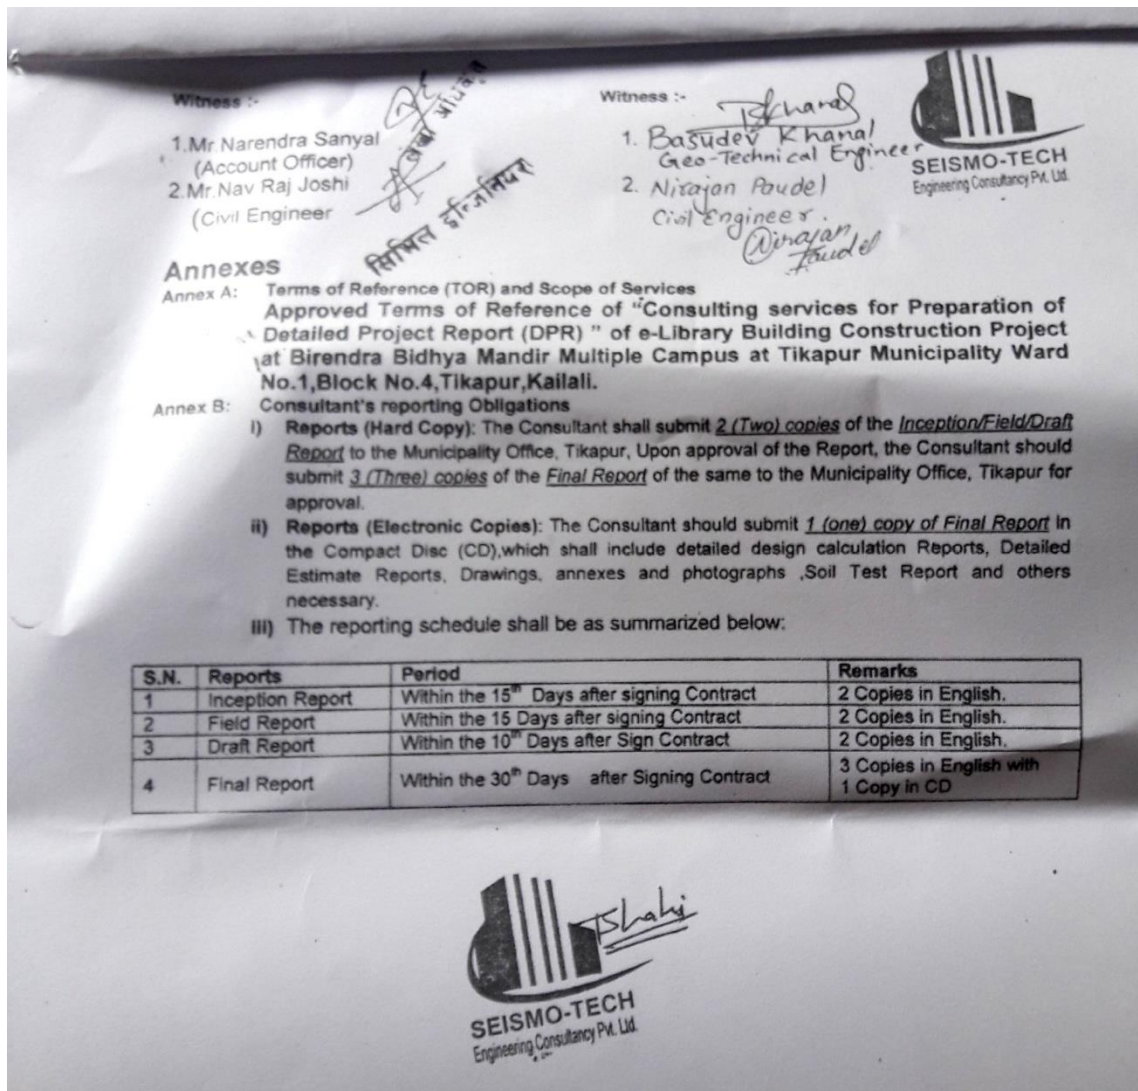 Witness :-
1.Mr.Narendra Sanyal
(Account Officer)
2.Mr.Nav Raj Joshi
(Civil Engineer
लेखा अधिकृत
सिभिल इन्जिनियर
Witness :-
BKhanal
1. Basudev Khanal
Geo-Technical Engineer
2. Nirajan Paudel
Civil Engineer.
Nirajan
Paudel
SEISMO-TECH
Engineering Consultancy Pvt. Ltd.
Annexes
Annex A: Terms of Reference (TOR) and Scope of Services
Approved Terms of Reference of "Consulting services for Preparation of
Detailed Project Report (DPR) " of e-Library Building Construction Project
at Birendra Bidhya Mandir Multiple Campus at Tikapur Municipality Ward
No.1,Block No.4,Tikapur,Kailali.
Annex B: Consultant's reporting Obligations
i) Reports (Hard Copy): The Consultant shall submit 2 (Two) copies of the Inception/Field/Draft
Report to the Municipality Office, Tikapur, Upon approval of the Report, the Consultant should
submit 3 (Three) copies of the Final Report of the same to the Municipality Office, Tikapur for
approval.
ii) Reports (Electronic Copies): The Consultant should submit 1 (one) copy of Final Report in
the Compact Disc (CD),which shall include detailed design calculation Reports, Detailed
Estimate Reports, Drawings, annexes and photographs ,Soil Test Report and others
necessary.
iii) The reporting schedule shall be as summarized below:
S.N. Reports Period Remarks
1 Inception Report Within the 15th Days after signing Contract 2 Copies in English.
2 Field Report Within the 15 Days after signing Contract 2 Copies in English.
3 Draft Report Within the 10th Days after Sign Contract 2 Copies in English.
4 Final Report Within the 30th Days after Signing Contract 3 Copies in English with
1 Copy in CD
Shahi
SEISMO-TECH
Engineering Consultancy Pvt. Ltd.